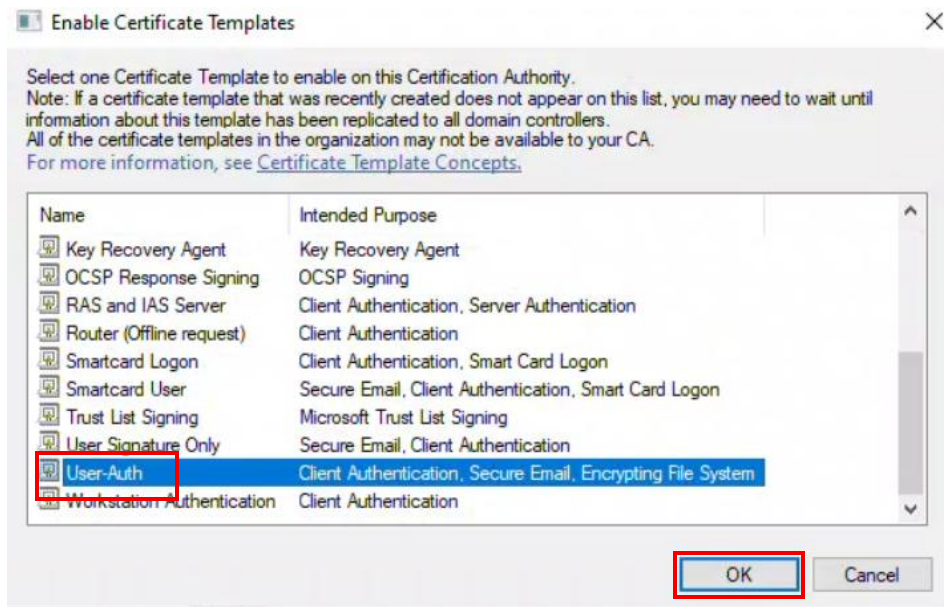 Enable Certificate Templates
Select one Certificate Template to enable on this Certification Authority.
Note: If a certificate template that was recently created does not appear on this list, you may need to wait until
information about this template has been replicated to all domain controllers.
All of the certificate templates in the organization may not be available to your CA.
For more information, see Certificate Template Concepts.
Name Intended Purpose
Key Recovery Agent Key Recovery Agent
OCSP Response Signing OCSP Signing
RAS and IAS Server Client Authentication, Server Authentication
Router (Offline request) Client Authentication
Smartcard Logon Client Authentication, Smart Card Logon
Smartcard User Secure Email, Client Authentication, Smart Card Logon
Trust List Signing Microsoft Trust List Signing
User Signature Only Secure Email, Client Authentication
User-Auth Client Authentication, Secure Email, Encrypting File System
Workstation Authentication Client Authentication
OK Cancel